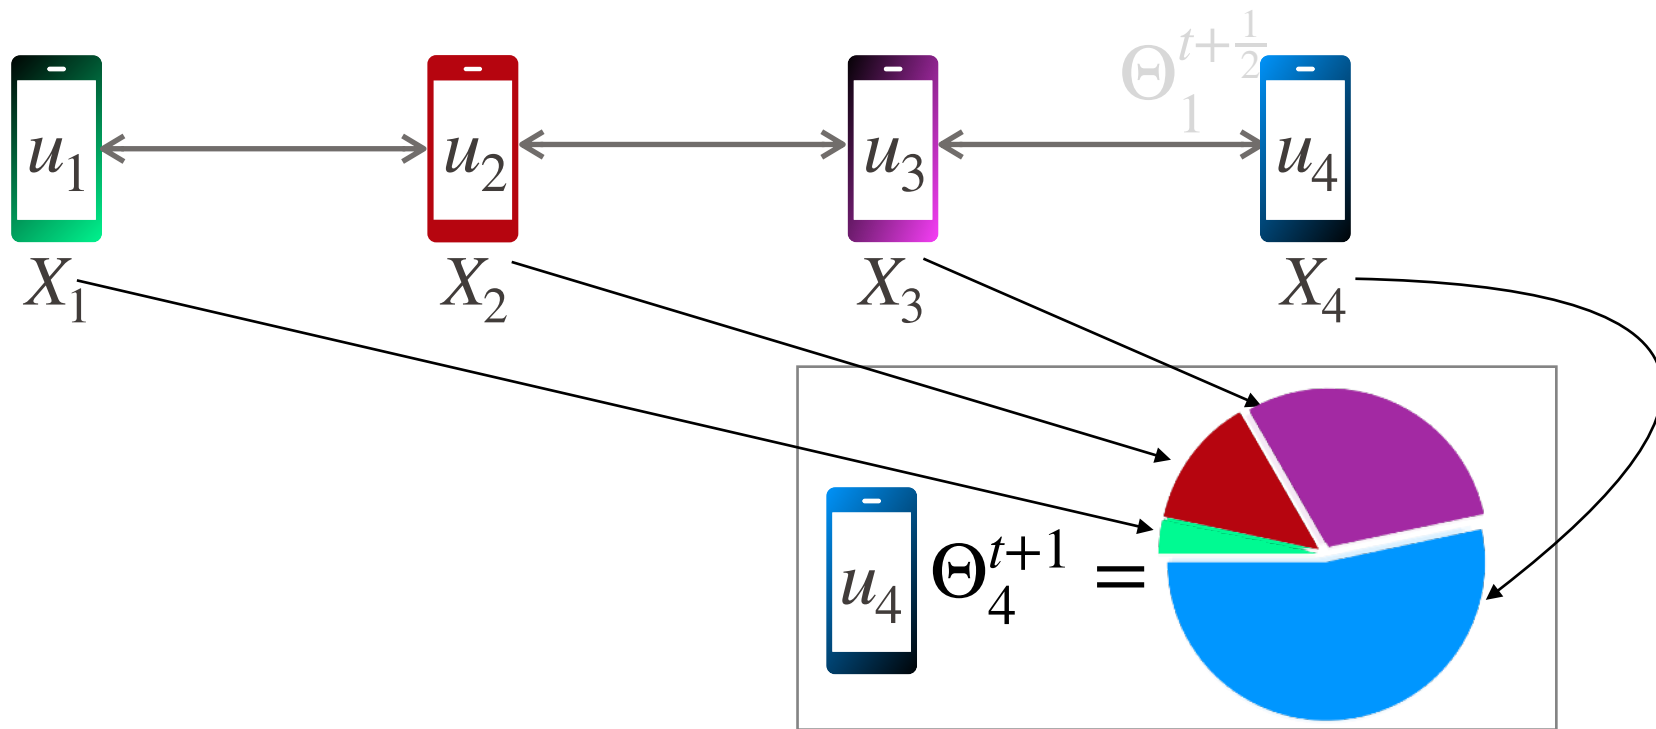 Θ₁^{t+1/2}
u₁ u₂ u₃ u₄
X₁ X₂ X₃ X₄
u₄ Θ₄^{t+1} =